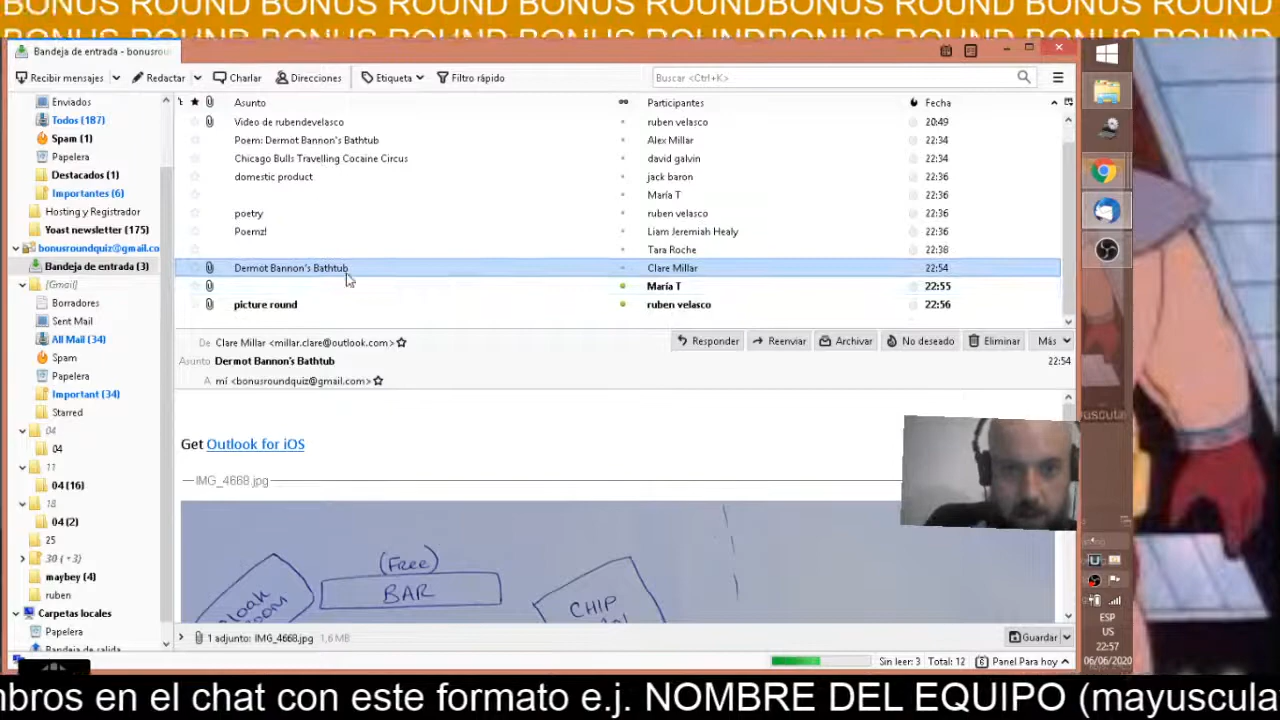 BONUS ROUND BONUS ROUND BONUS ROUNDBONUS ROUND BONUS ROUND BONUS ROUND
Bandeja de entrada - bonusrou
Recibir mensajes
Redactar
Charlar
Direcciones
Etiqueta
Filtro rápido
Buscar <Ctrl+K>
Enviados
Todos (187)
Spam (1)
Papelera
Destacados (1)
Importantes (6)
Hosting y Registrador
Yoast newsletter (175)
bonusroundquiz@gmail.co
Bandeja de entrada (3)
[Gmail]
Borradores
Sent Mail
All Mail (34)
Spam
Papelera
Important (34)
Starred
04
04
11
04 (16)
18
04 (2)
25
30 (+3)
maybey (4)
ruben
Carpetas locales
Papelera
Bandeja de salida
Asunto Participantes Fecha
Video de rubendevelasco ruben velasco 20:49
Poem: Dermot Bannon's Bathtub Alex Millar 22:34
Chicago Bulls Travelling Cocaine Circus david galvin 22:34
domestic product jack baron 22:36
María T 22:36
poetry ruben velasco 22:36
Poemz! Liam Jeremiah Healy 22:36
Tara Roche 22:38
Dermot Bannon's Bathtub Clare Millar 22:54
María T 22:55
picture round ruben velasco 22:56
De Clare Millar <millar.clare@outlook.com>
Responder
Reenviar
Archivar
No deseado
Eliminar
Más
Asunto Dermot Bannon's Bathtub 22:54
A mí <bonusroundquiz@gmail.com>
Get Outlook for iOS
IMG_4668.jpg
cloak
room
(Free)
BAR
CHIP
1 adjunto: IMG_4668.jpg 1,6 MB
Guardar
Sin leer: 3 Total: 12 Panel Para hoy
ESP
US
22:57
06/06/2020
mbros en el chat con este formato e.j. NOMBRE DEL EQUIPO (mayuscula